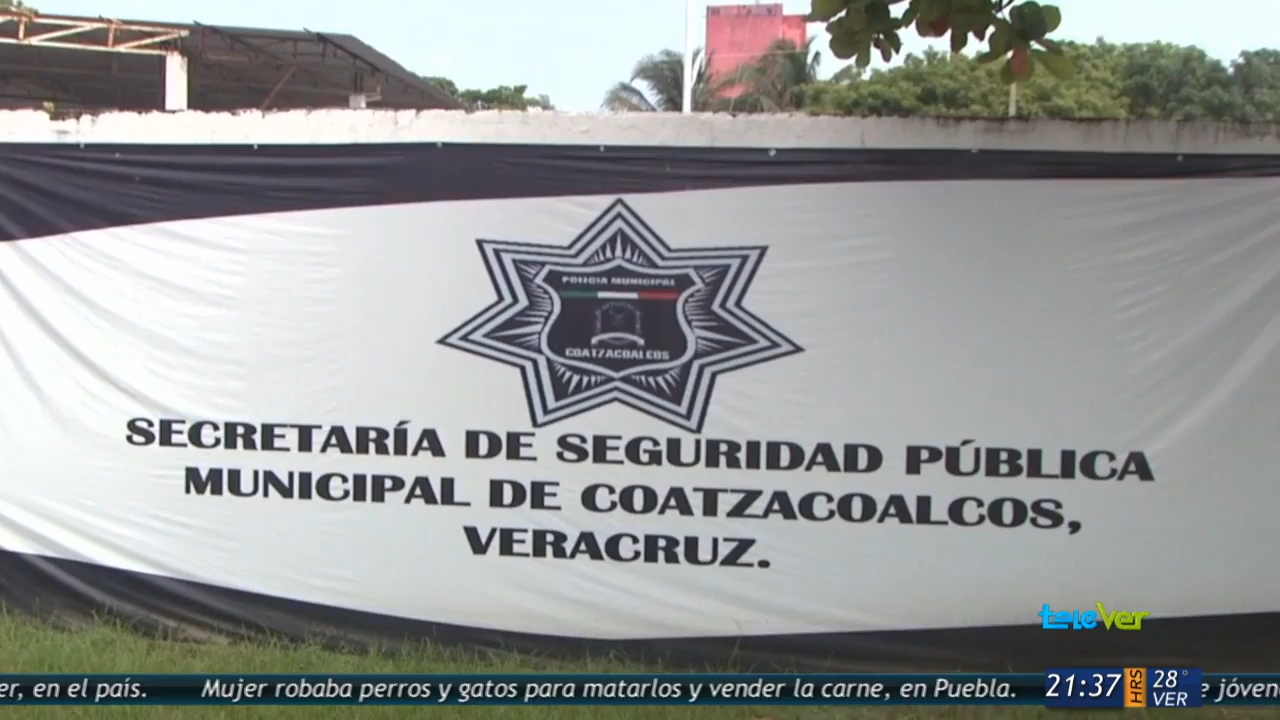 POLICIA MUNICIPAL
COATZACOALCOS
SECRETARÍA DE SEGURIDAD PÚBLICA
MUNICIPAL DE COATZACOALCOS,
VERACRUZ.
teleVer
er, en el país. Mujer robaba perros y gatos para matarlos y vender la carne, en Puebla. 21:37 HRS 28° VER e jóven